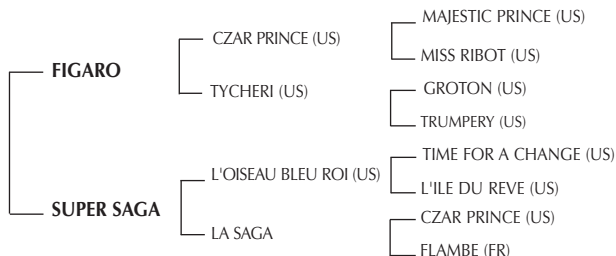 MAJESTIC PRINCE (US)
CZAR PRINCE (US)
MISS RIBOT (US)
FIGARO
GROTON (US)
TYCHERI (US)
TRUMPERY (US)
TIME FOR A CHANGE (US)
L'OISEAU BLEU ROI (US)
L'ILE DU REVE (US)
SUPER SAGA
CZAR PRINCE (US)
LA SAGA
FLAMBE (FR)